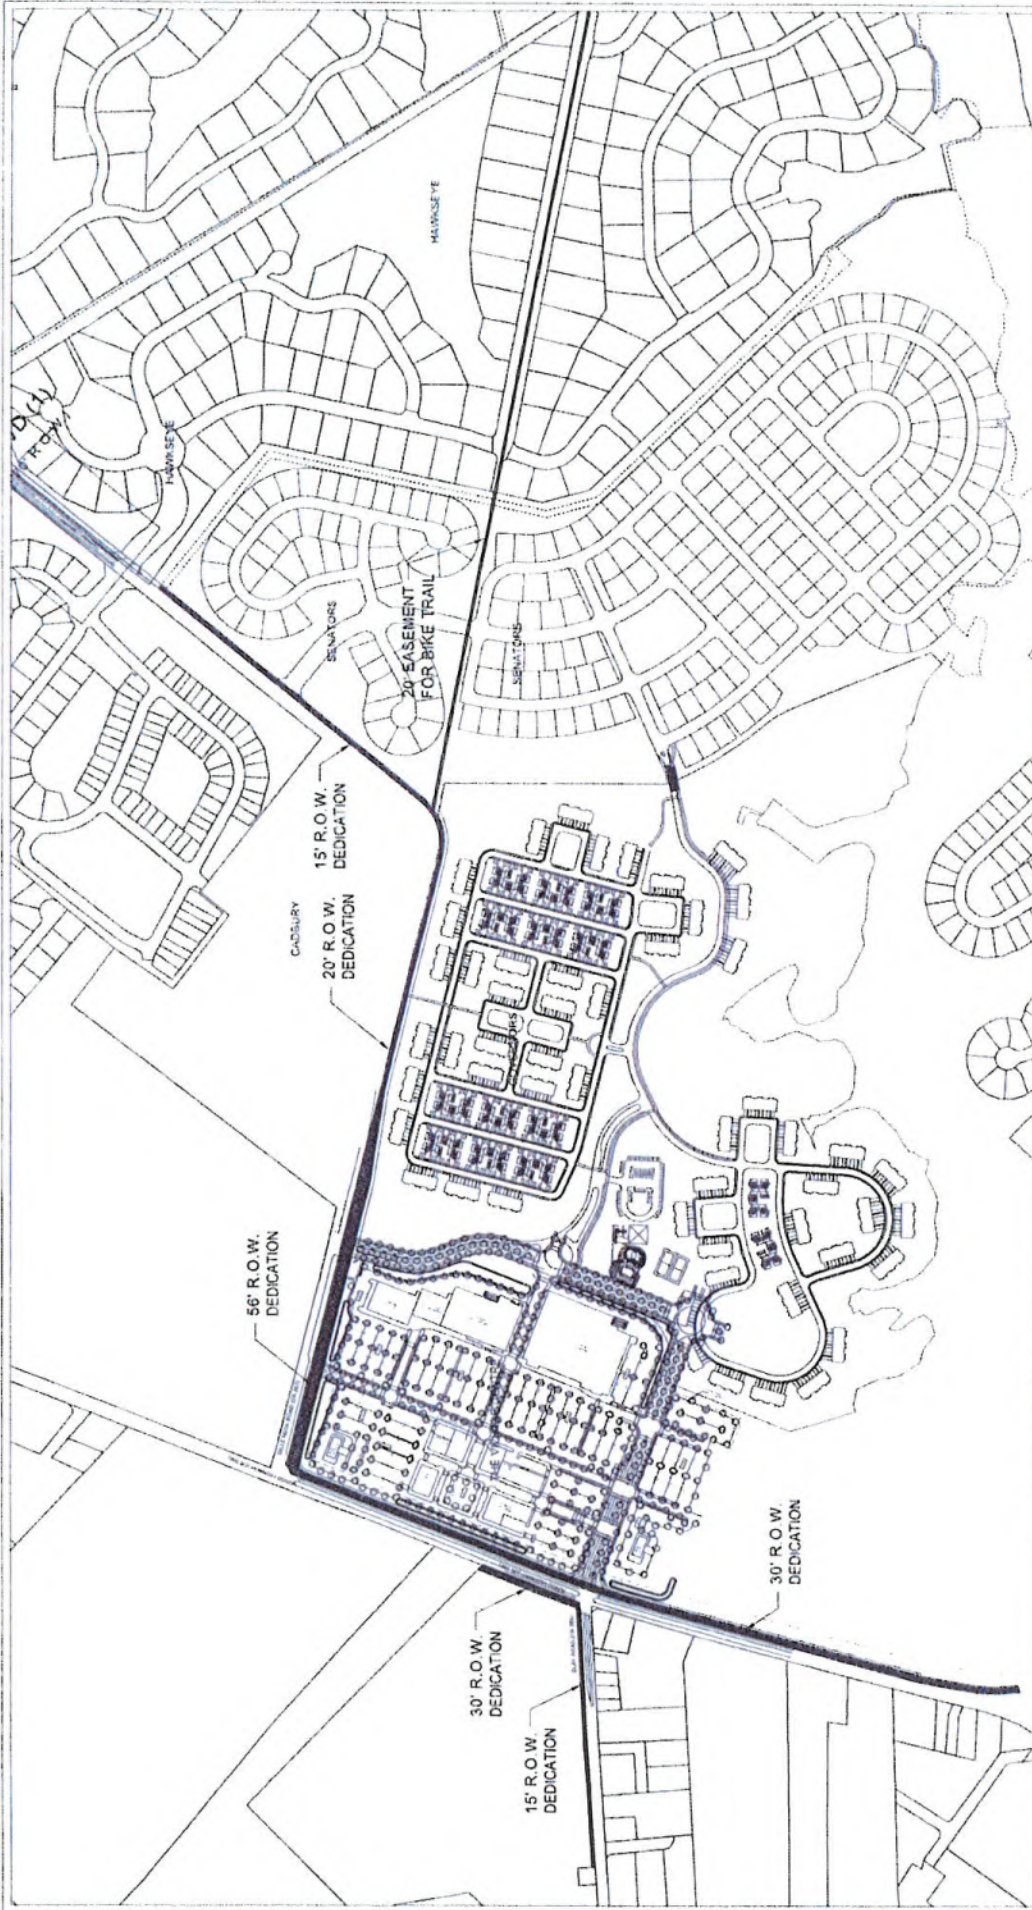 HAWKSEYE
D (1)
R.O.W.
HAWKSEYE
SENATORS
20' EASEMENT
FOR BIKE TRAIL
SENATORS
15' R.O.W.
DEDICATION
CADBURY
20' R.O.W.
DEDICATION
56' R.O.W.
DEDICATION
30' R.O.W.
DEDICATION
30' R.O.W.
DEDICATION
15' R.O.W.
DEDICATION